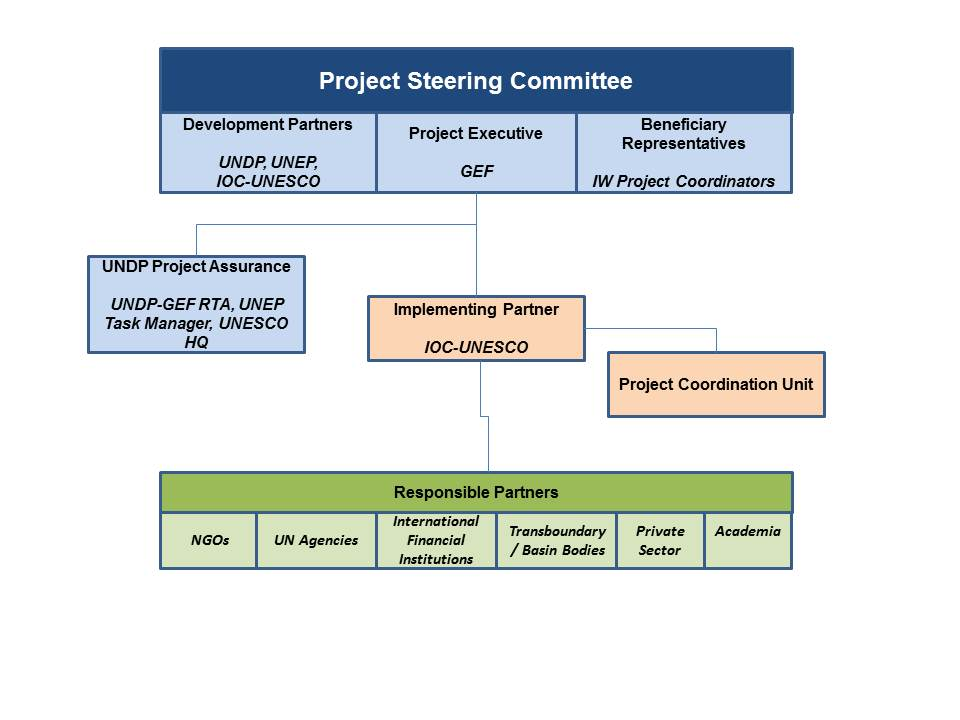 Project Steering Committee
Development Partners
UNDP, UNEP,
IOC-UNESCO
Project Executive
GEF
Beneficiary
Representatives
IW Project Coordinators
UNDP Project Assurance
UNDP-GEF RTA, UNEP
Task Manager, UNESCO
HQ
Implementing Partner
IOC-UNESCO
Project Coordination Unit
Responsible Partners
NGOs
UN Agencies
International
Financial
Institutions
Transboundary
/ Basin Bodies
Private
Sector
Academia